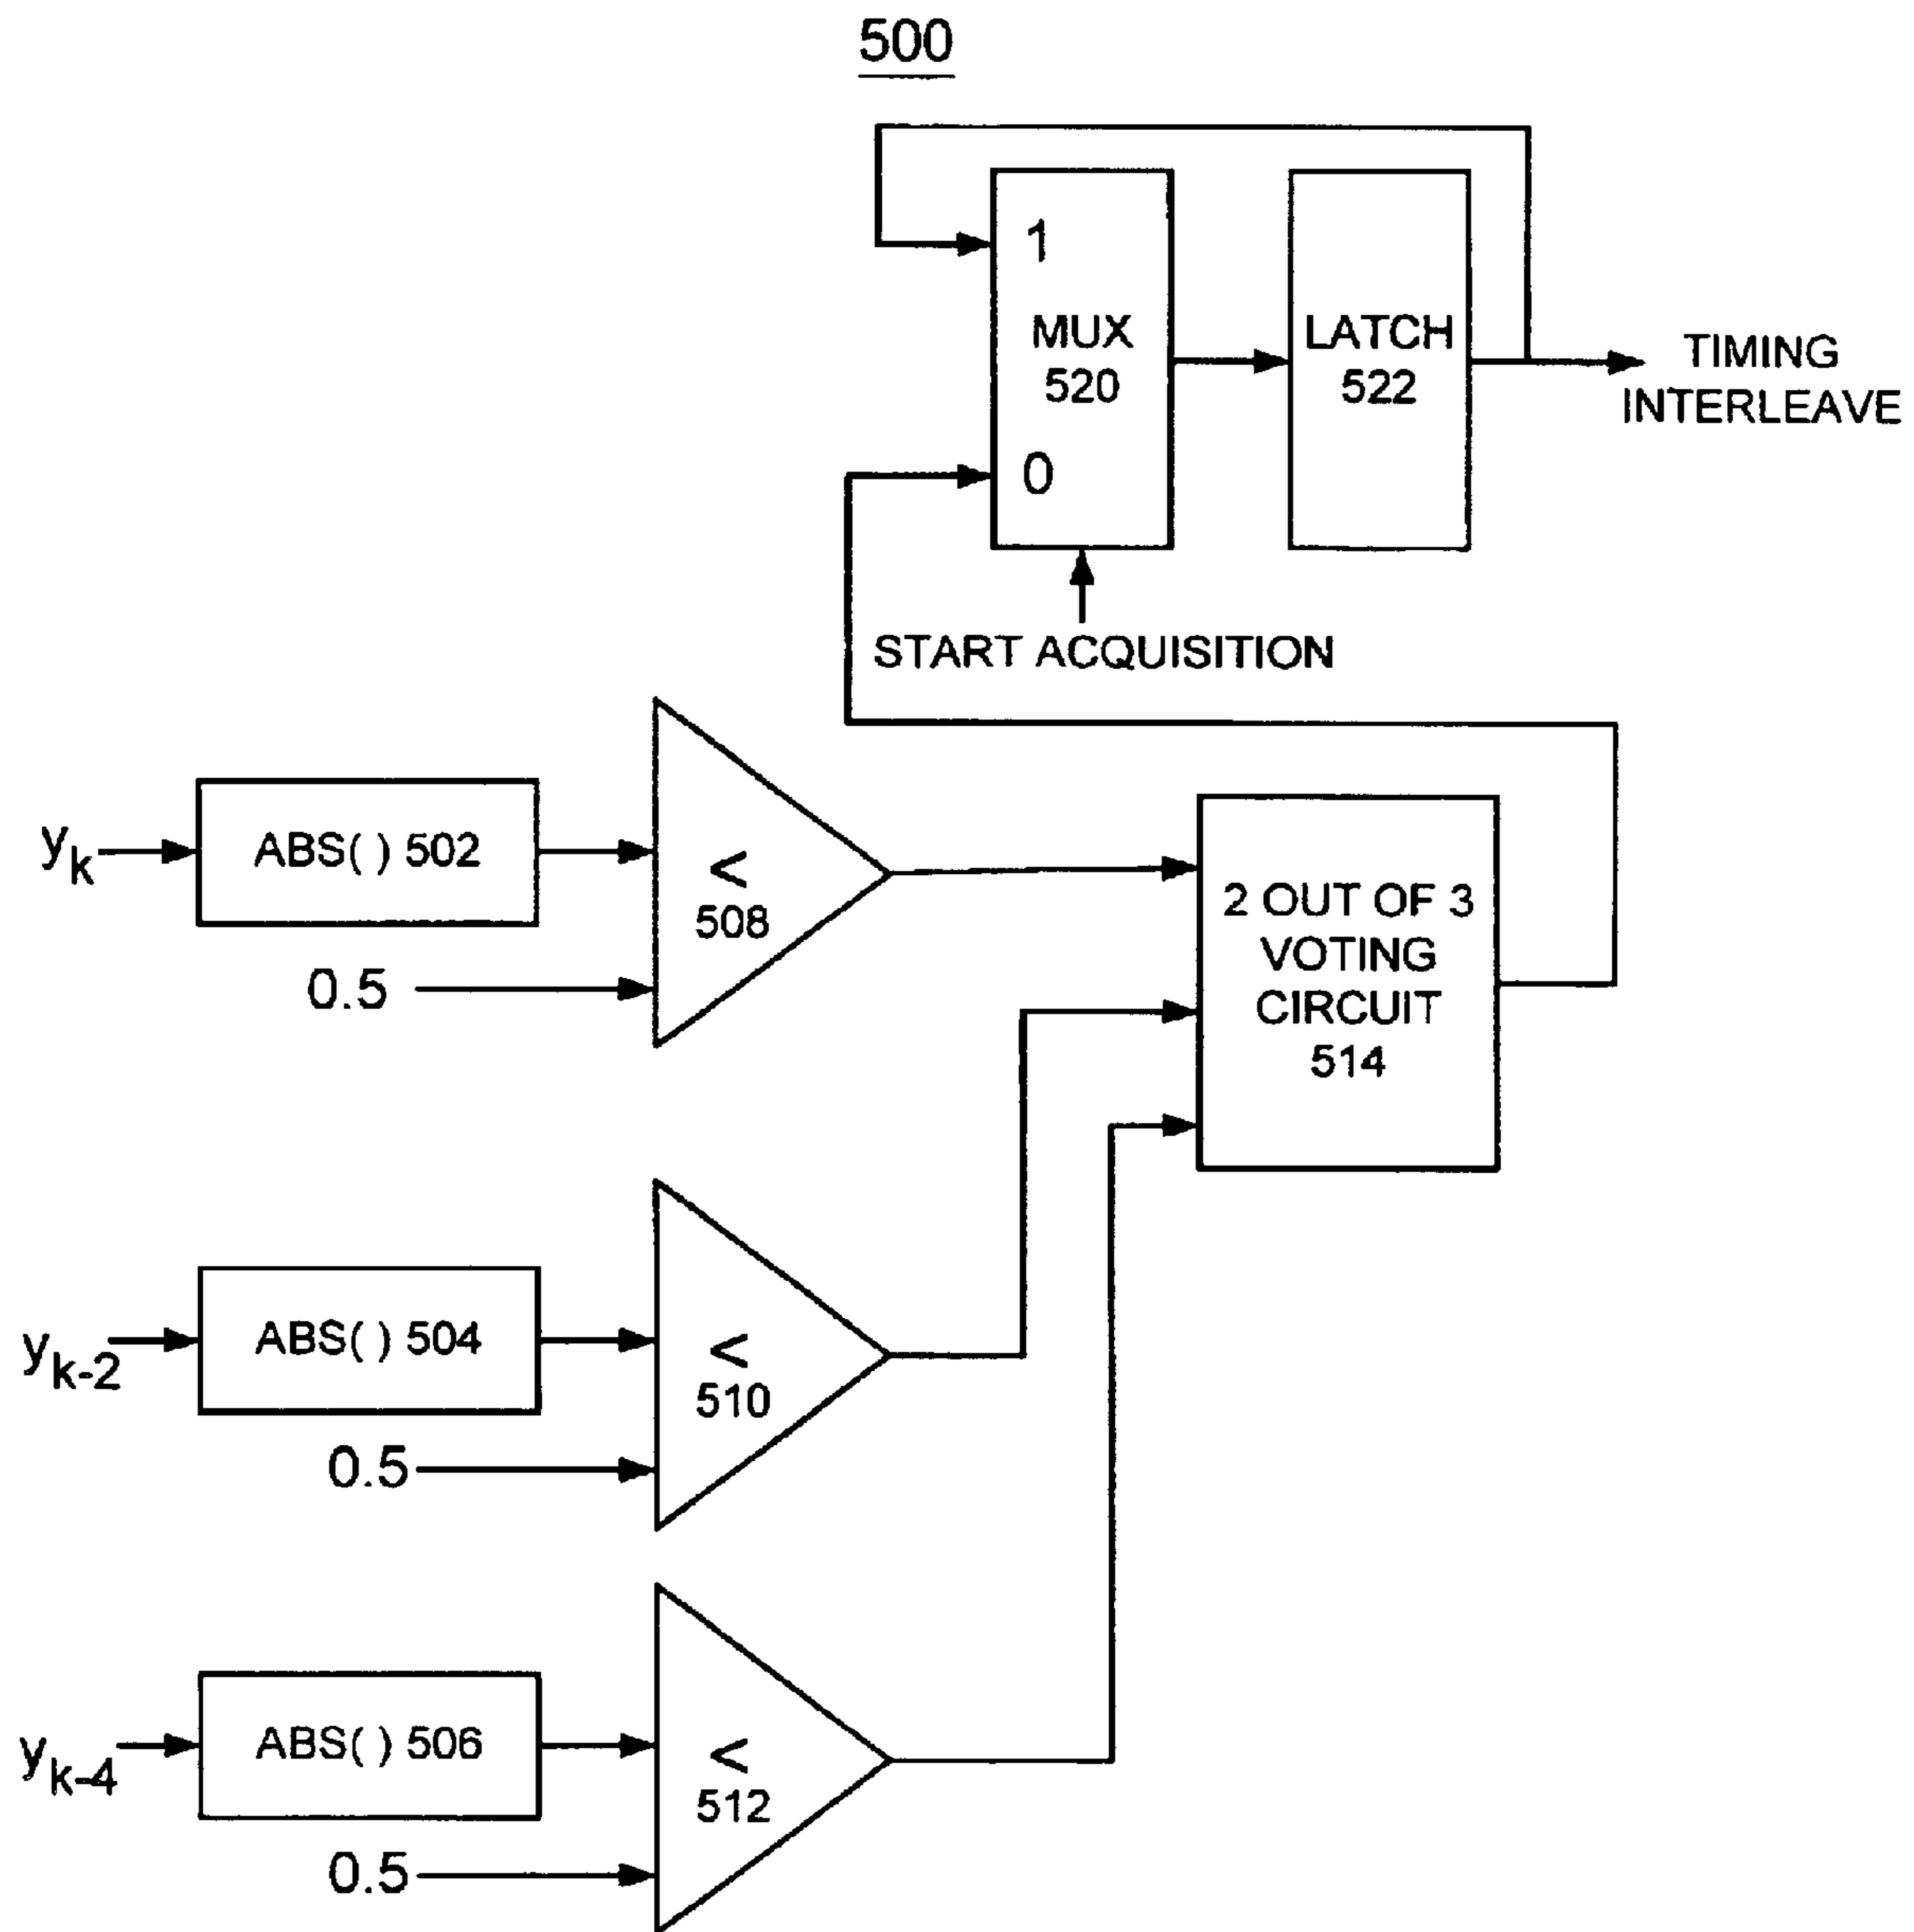 500
1
MUX
520
0
LATCH
522
TIMING
INTERLEAVE
START ACQUISITION
yk
ABS( ) 502
<
508
0.5
2 OUT OF 3
VOTING
CIRCUIT
514
yk-2
ABS( ) 504
<
510
0.5
yk-4
ABS( ) 506
<
512
0.5